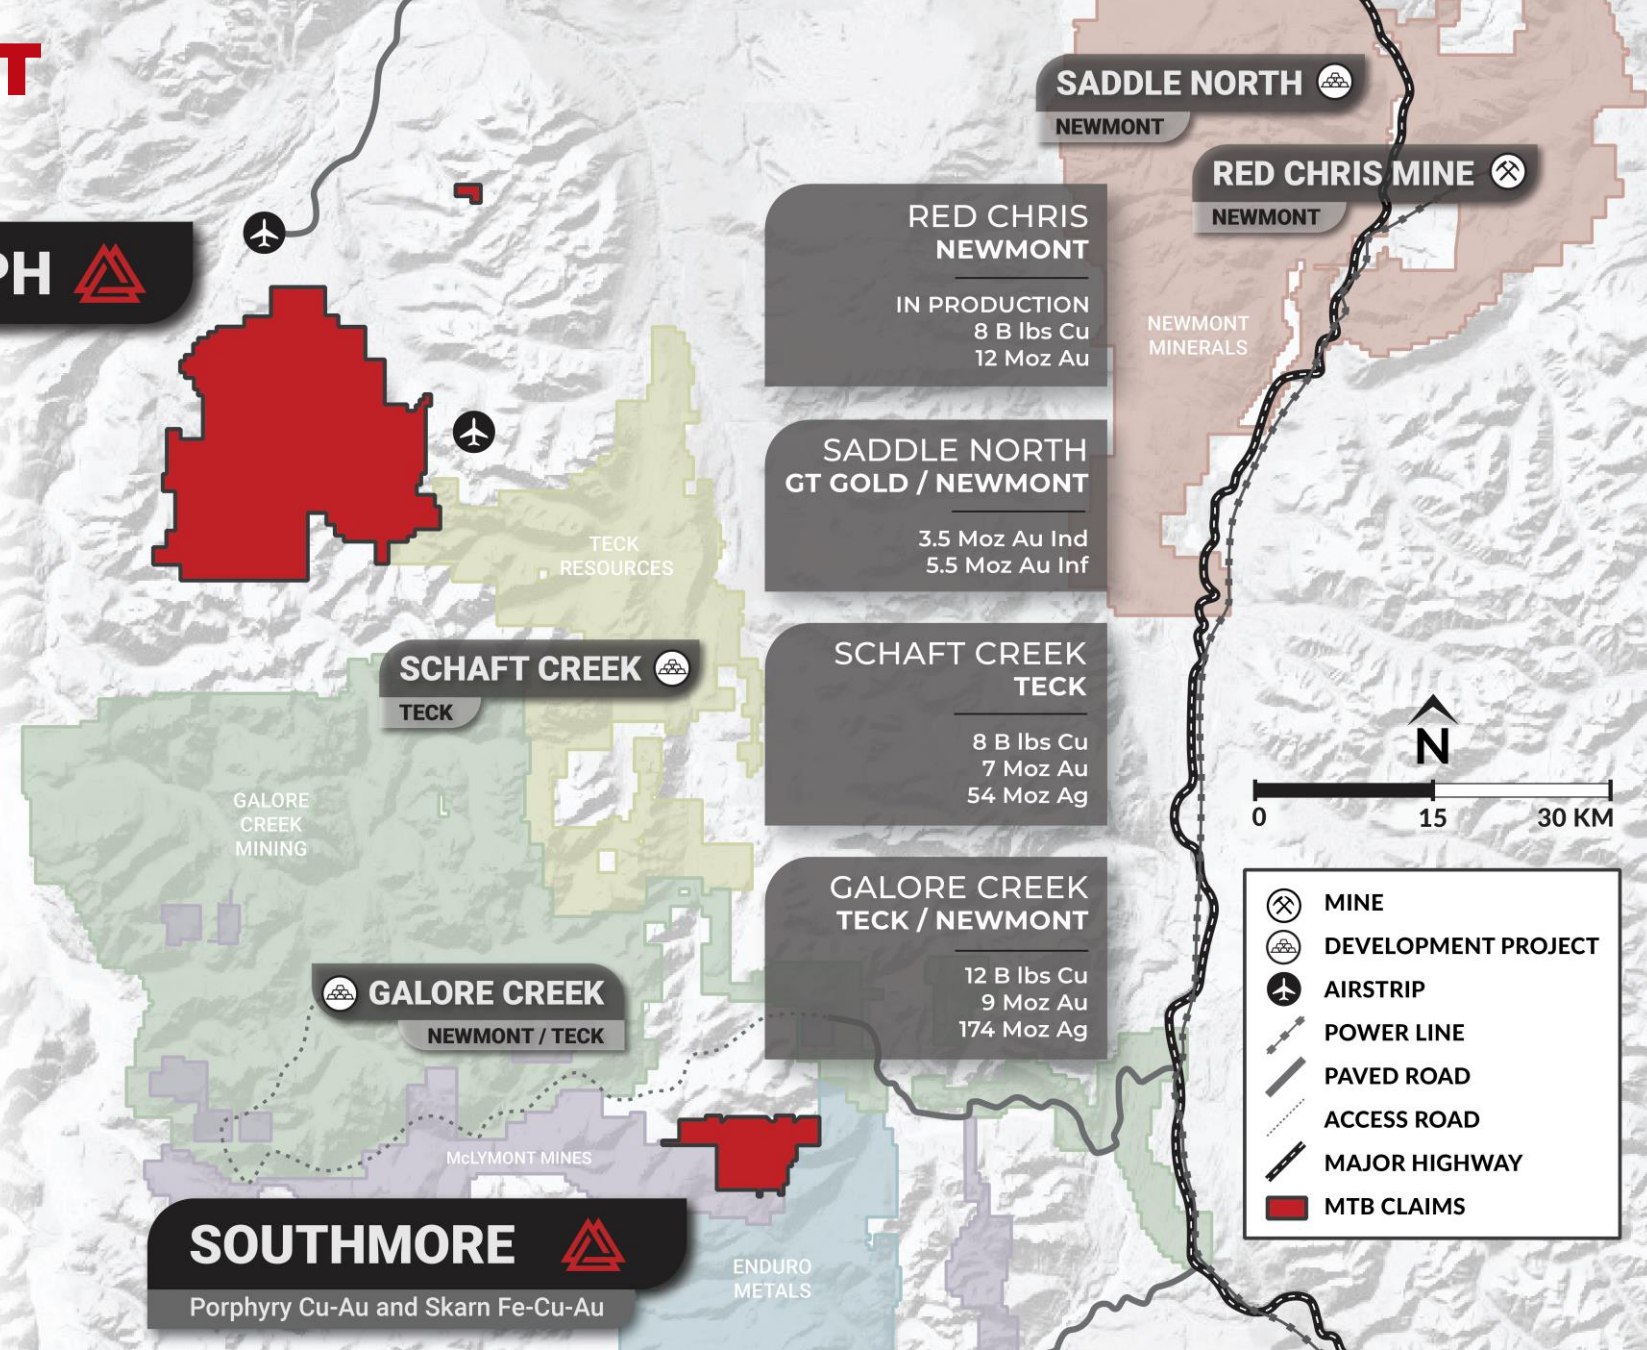 T
PH
SADDLE NORTH
NEWMONT
RED CHRIS MINE
NEWMONT
RED CHRIS
NEWMONT
IN PRODUCTION
8 B lbs Cu
12 Moz Au
NEWMONT
MINERALS
SADDLE NORTH
GT GOLD / NEWMONT
3.5 Moz Au Ind
5.5 Moz Au Inf
TECK
RESOURCES
SCHAFT CREEK
TECK
SCHAFT CREEK
TECK
8 B lbs Cu
7 Moz Au
54 Moz Ag
N
0 15 30 KM
GALORE
CREEK
MINING
GALORE CREEK
TECK / NEWMONT
12 B lbs Cu
9 Moz Au
174 Moz Ag
GALORE CREEK
NEWMONT / TECK
MINE
DEVELOPMENT PROJECT
AIRSTRIP
POWER LINE
PAVED ROAD
ACCESS ROAD
MAJOR HIGHWAY
MTB CLAIMS
McLYMONT MINES
SOUTHMORE
Porphyry Cu-Au and Skarn Fe-Cu-Au
ENDURO
METALS